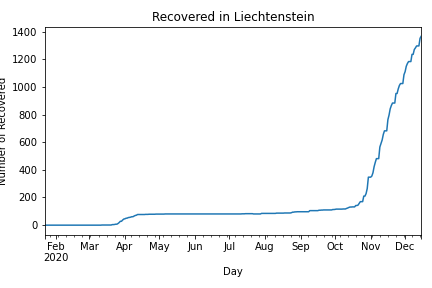 Recovered in Liechtenstein
Number of Recovered
1400
1200
1000
800
600
400
200
0
Feb Mar Apr May Jun Jul Aug Sep Oct Nov Dec
2020
Day